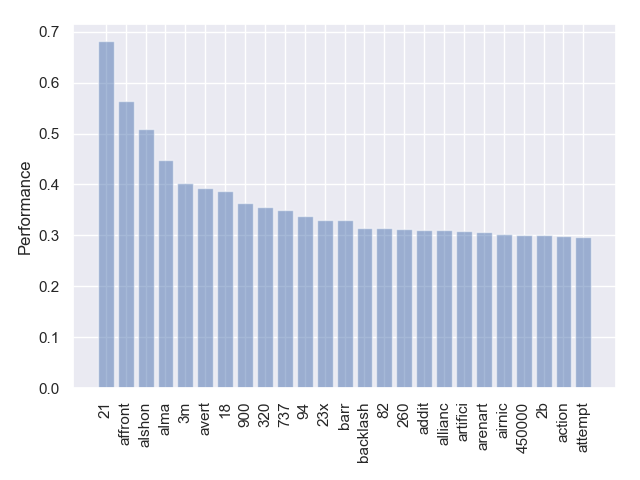 0.7
0.6
0.5
0.4
0.3
0.2
0.1
0.0
Performance
21
affront
alshon
alma
3m
avert
18
900
320
737
94
23x
barr
backlash
82
260
addit
allianc
artifici
arenart
airnic
450000
2b
action
attempt